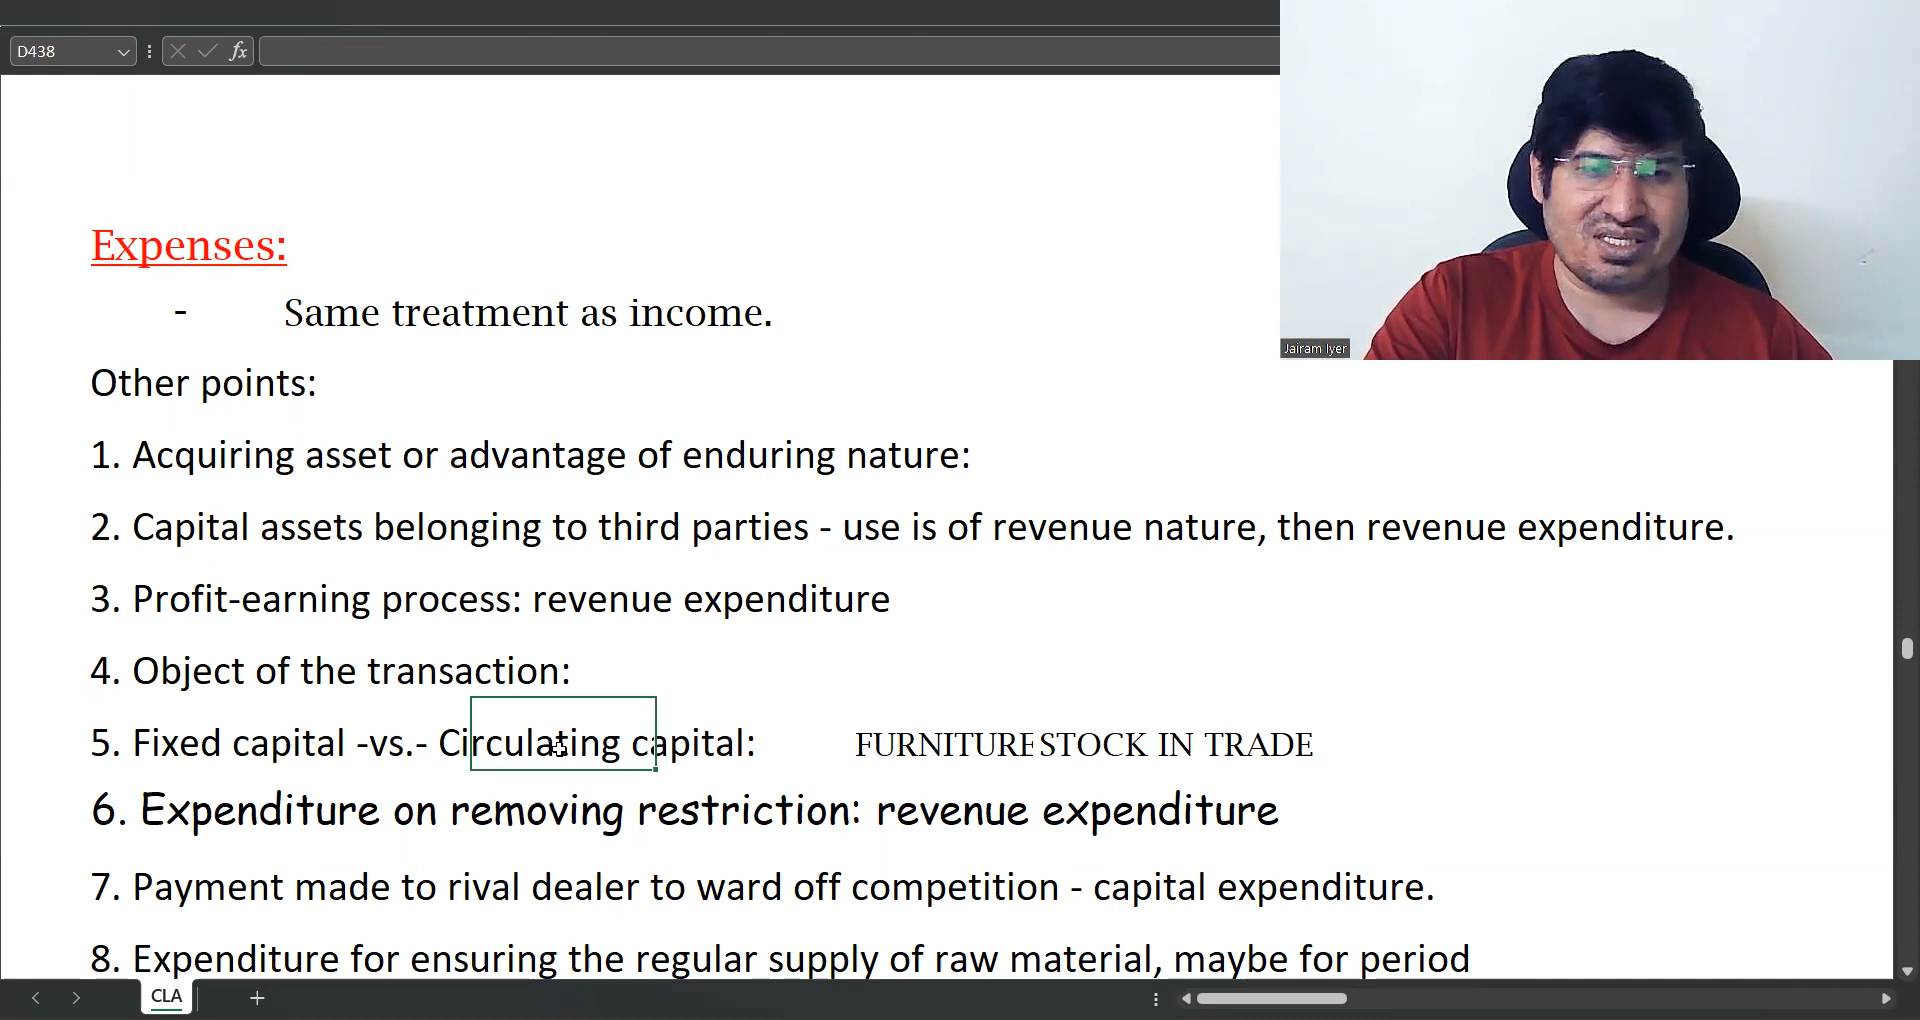 D438
fx
Expenses:
- Same treatment as income.
Jairam Iyer
Other points:
1. Acquiring asset or advantage of enduring nature:
2. Capital assets belonging to third parties - use is of revenue nature, then revenue expenditure.
3. Profit-earning process: revenue expenditure
4. Object of the transaction:
5. Fixed capital -vs.- Circulating capital: FURNITURE STOCK IN TRADE
6. Expenditure on removing restriction: revenue expenditure
7. Payment made to rival dealer to ward off competition - capital expenditure.
8. Expenditure for ensuring the regular supply of raw material, maybe for period
CLA